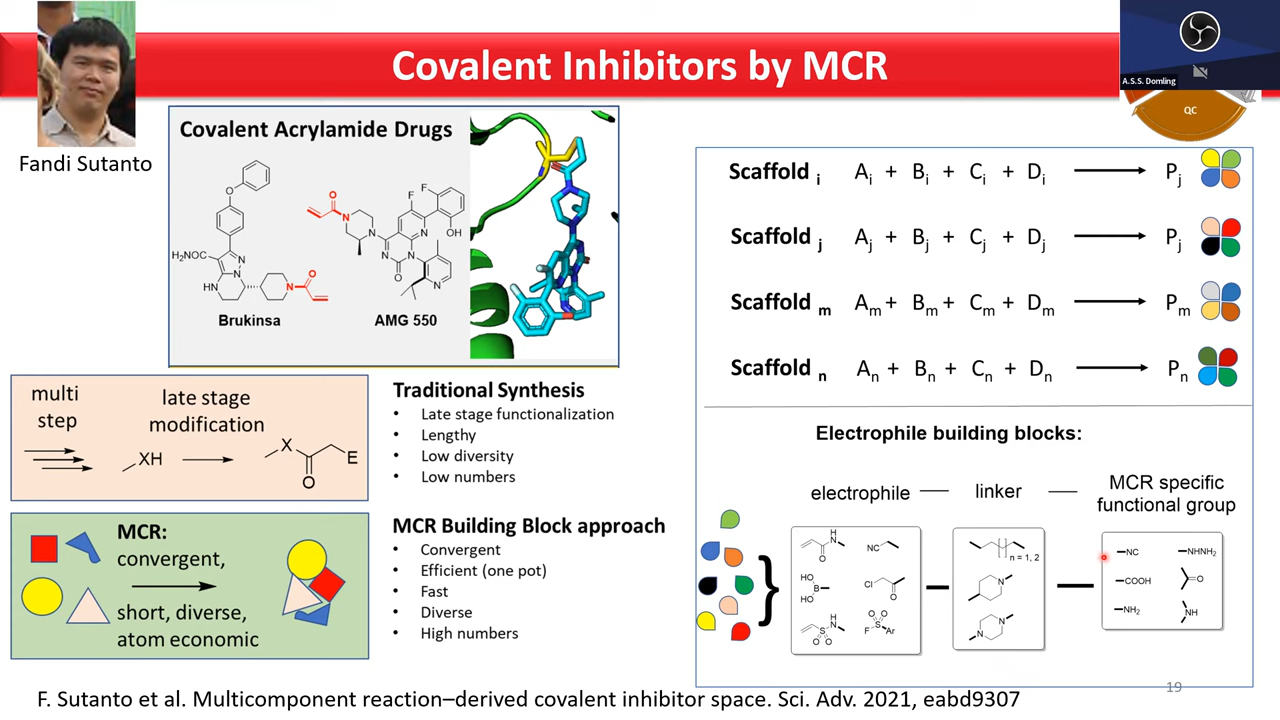 Covalent Inhibitors by MCR
A.S.S. Domling
QC
Fandi Sutanto
Covalent Acrylamide Drugs
O
H₂NOC
N
N
HN
N
O
Brukinsa
O
N
N
F
F
OH
N
N
N
O
N
AMG 550
multi
step
late stage
modification
XH
X
O
E
Traditional Synthesis
• Late stage functionalization
• Lengthy
• Low diversity
• Low numbers
MCR:
convergent,
short, diverse,
atom economic
MCR Building Block approach
• Convergent
• Efficient (one pot)
• Fast
• Diverse
• High numbers
Scaffold i Ai + Bi + Ci + Di Pj
Scaffold j Aj + Bj + Cj + Dj Pj
Scaffold m Am + Bm + Cm + Dm Pm
Scaffold n An + Bn + Cn + Dn Pn
Electrophile building blocks:
electrophile
linker
MCR specific
functional group
H
N
O
NC
HO
B
HO
Cl
O
H
N
S
O O
O O
S
F
Ar
n = 1, 2
N
N
N
NC
NHNH₂
COOH
O
NH₂
NH
19
F. Sutanto et al. Multicomponent reaction–derived covalent inhibitor space. Sci. Adv. 2021, eabd9307